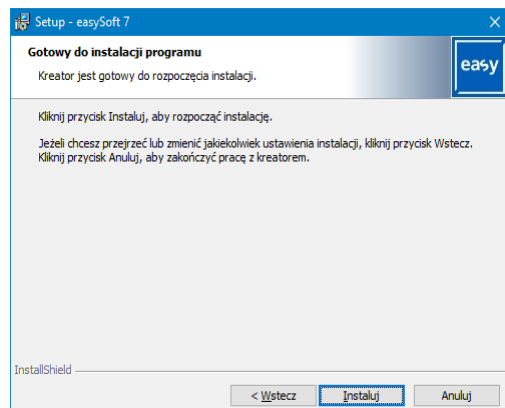 Setup - easySoft 7
Gotowy do instalacji programu
Kreator jest gotowy do rozpoczęcia instalacji.
easy
Kliknij przycisk Instaluj, aby rozpocząć instalację.
Jeżeli chcesz przejrzeć lub zmienić jakiekolwiek ustawienia instalacji, kliknij przycisk Wstecz.
Kliknij przycisk Anuluj, aby zakończyć pracę z kreatorem.
InstallShield
< Wstecz Instaluj Anuluj